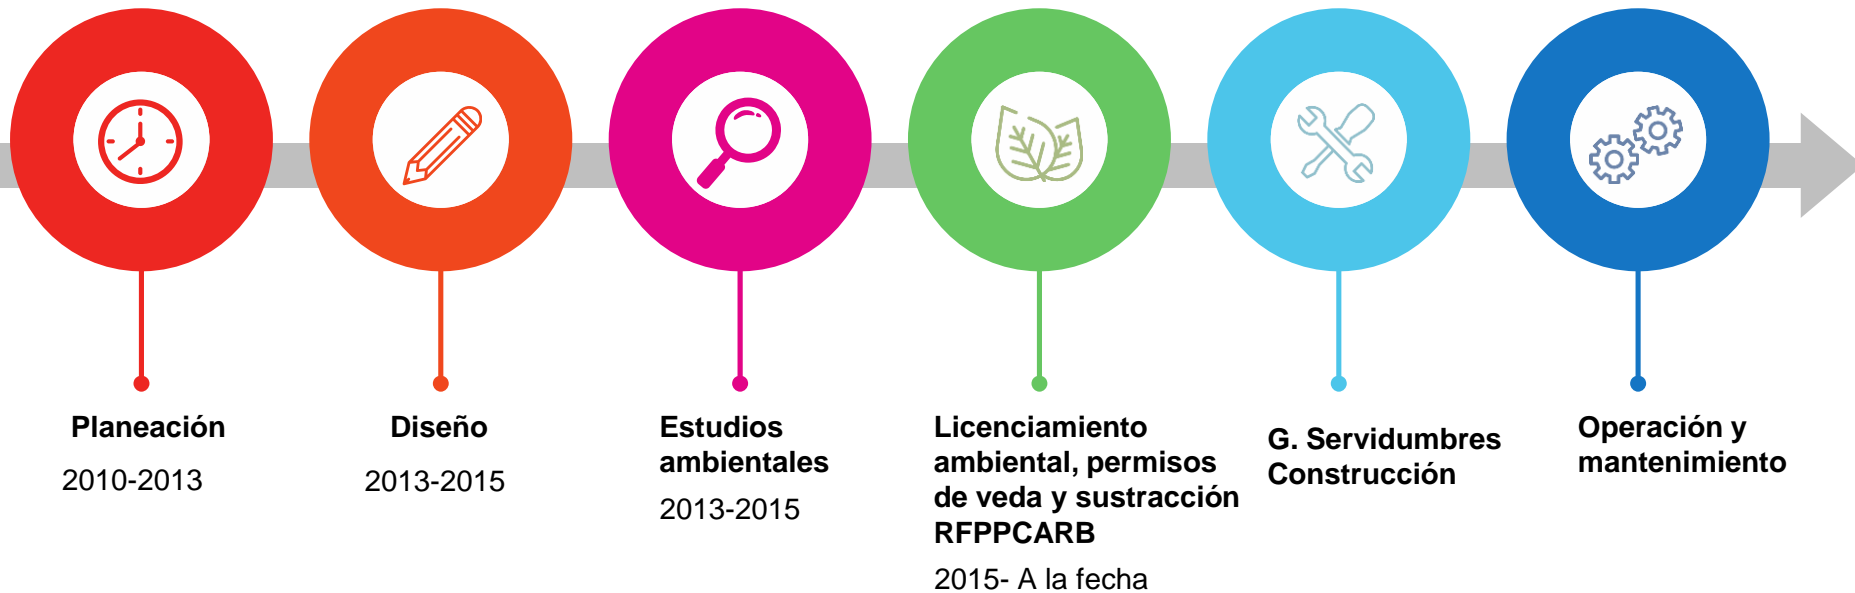 Planeación
2010-2013
Diseño
2013-2015
Estudios
ambientales
2013-2015
Licenciamiento
ambiental, permisos
de veda y sustracción
RFPPCARB
2015- A la fecha
G. Servidumbres
Construcción
Operación y
mantenimiento